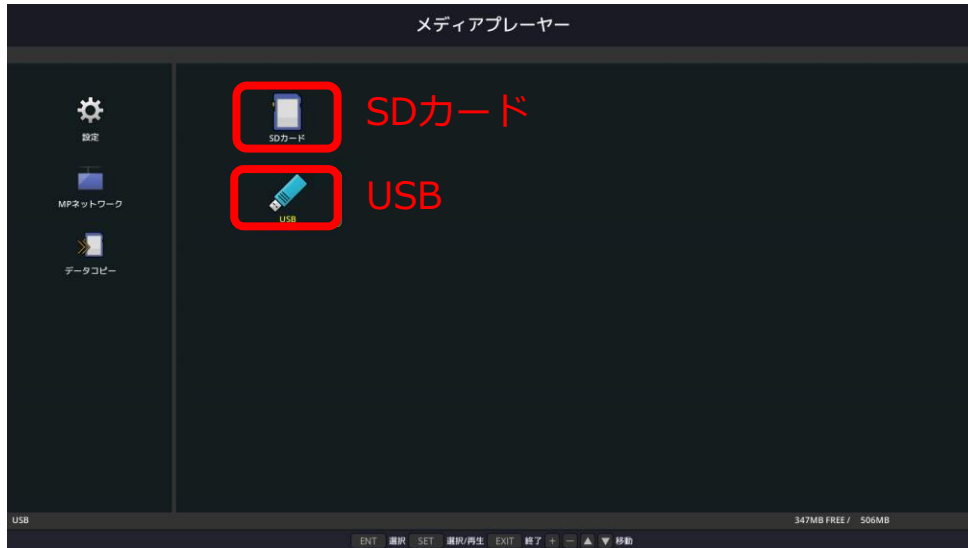 メディアプレーヤー
設定
MPネットワーク
データコピー
SDカード
SDカード
USB
USB
USB
347MB FREE / 506MB
ENT 選択 SET 選択/再生 EXIT 終了 + − ▲ ▼ 移動